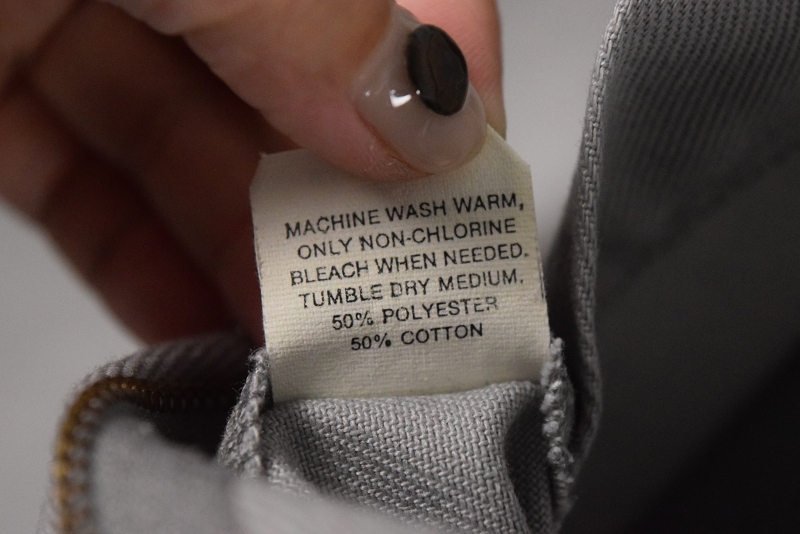 MACHINE WASH WARM,
ONLY NON-CHLORINE
BLEACH WHEN NEEDED.
TUMBLE DRY MEDIUM.
50% POLYESTER
50% COTTON